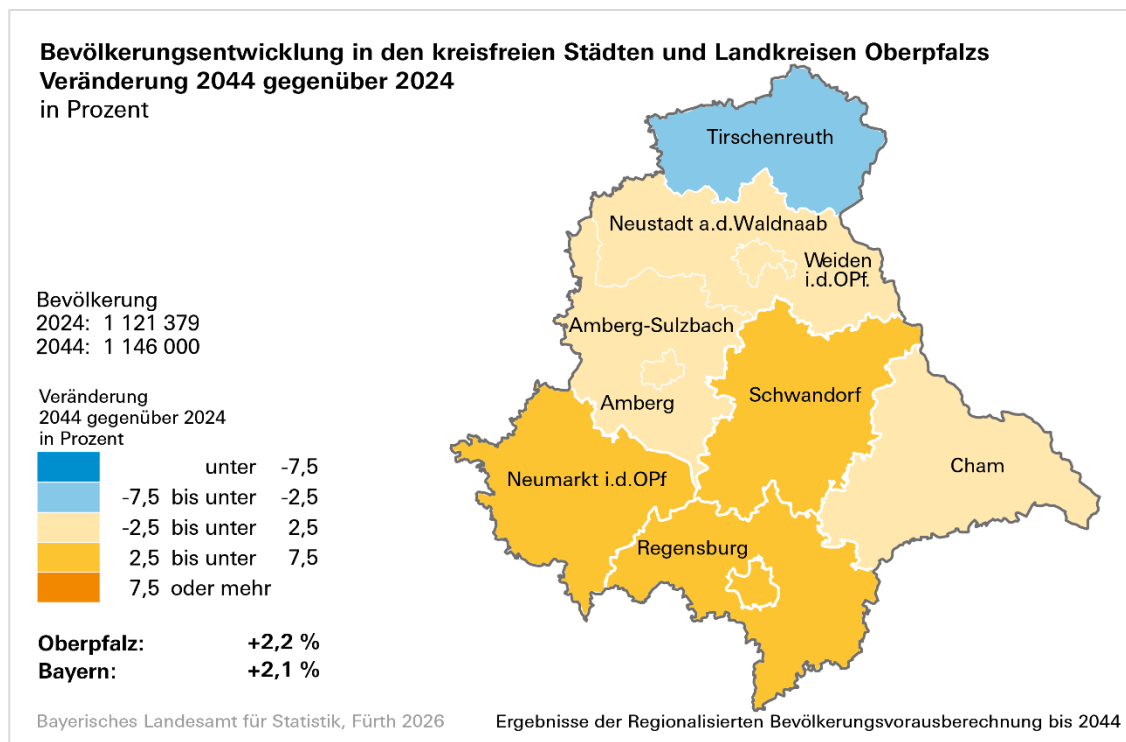 Bevölkerungsentwicklung in den kreisfreien Städten und Landkreisen Oberpfalzs
Veränderung 2044 gegenüber 2024
in Prozent
Tirschenreuth
Neustadt a.d.Waldnaab
Weiden
i.d.OPf.
Amberg-Sulzbach
Amberg
Schwandorf
Cham
Neumarkt i.d.OPf
Regensburg
Bevölkerung
2024: 1 121 379
2044: 1 146 000
Veränderung
2044 gegenüber 2024
in Prozent
unter -7,5
-7,5 bis unter -2,5
-2,5 bis unter 2,5
2,5 bis unter 7,5
7,5 oder mehr
Oberpfalz: +2,2 %
Bayern: +2,1 %
Bayerisches Landesamt für Statistik, Fürth 2026
Ergebnisse der Regionalisierten Bevölkerungsvorausberechnung bis 2044